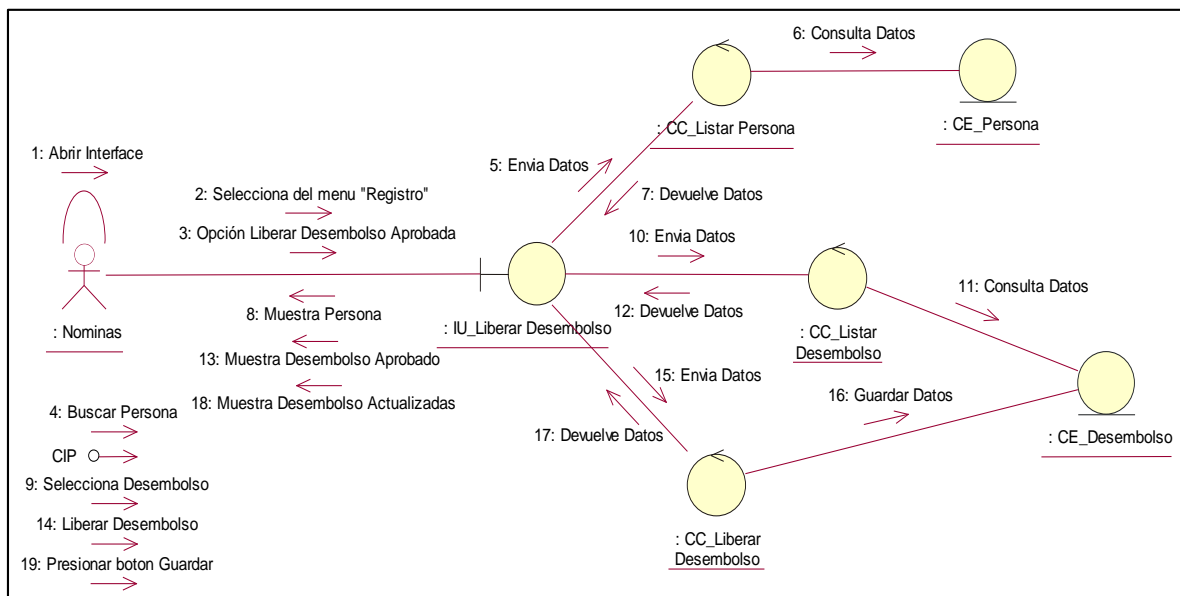 6: Consulta Datos
: CC_Listar Persona
: CE_Persona
1: Abrir Interface
5: Envia Datos
2: Selecciona del menu "Registro"
7: Devuelve Datos
3: Opción Liberar Desembolso Aprobada
10: Envia Datos
11: Consulta Datos
8: Muestra Persona
12: Devuelve Datos
: Nominas
: IU_Liberar Desembolso
: CC_Listar
Desembolso
13: Muestra Desembolso Aprobado
15: Envia Datos
18: Muestra Desembolso Actualizadas
16: Guardar Datos
4: Buscar Persona
17: Devuelve Datos
: CE_Desembolso
CIP
9: Selecciona Desembolso
14: Liberar Desembolso
: CC_Liberar
Desembolso
19: Presionar boton Guardar